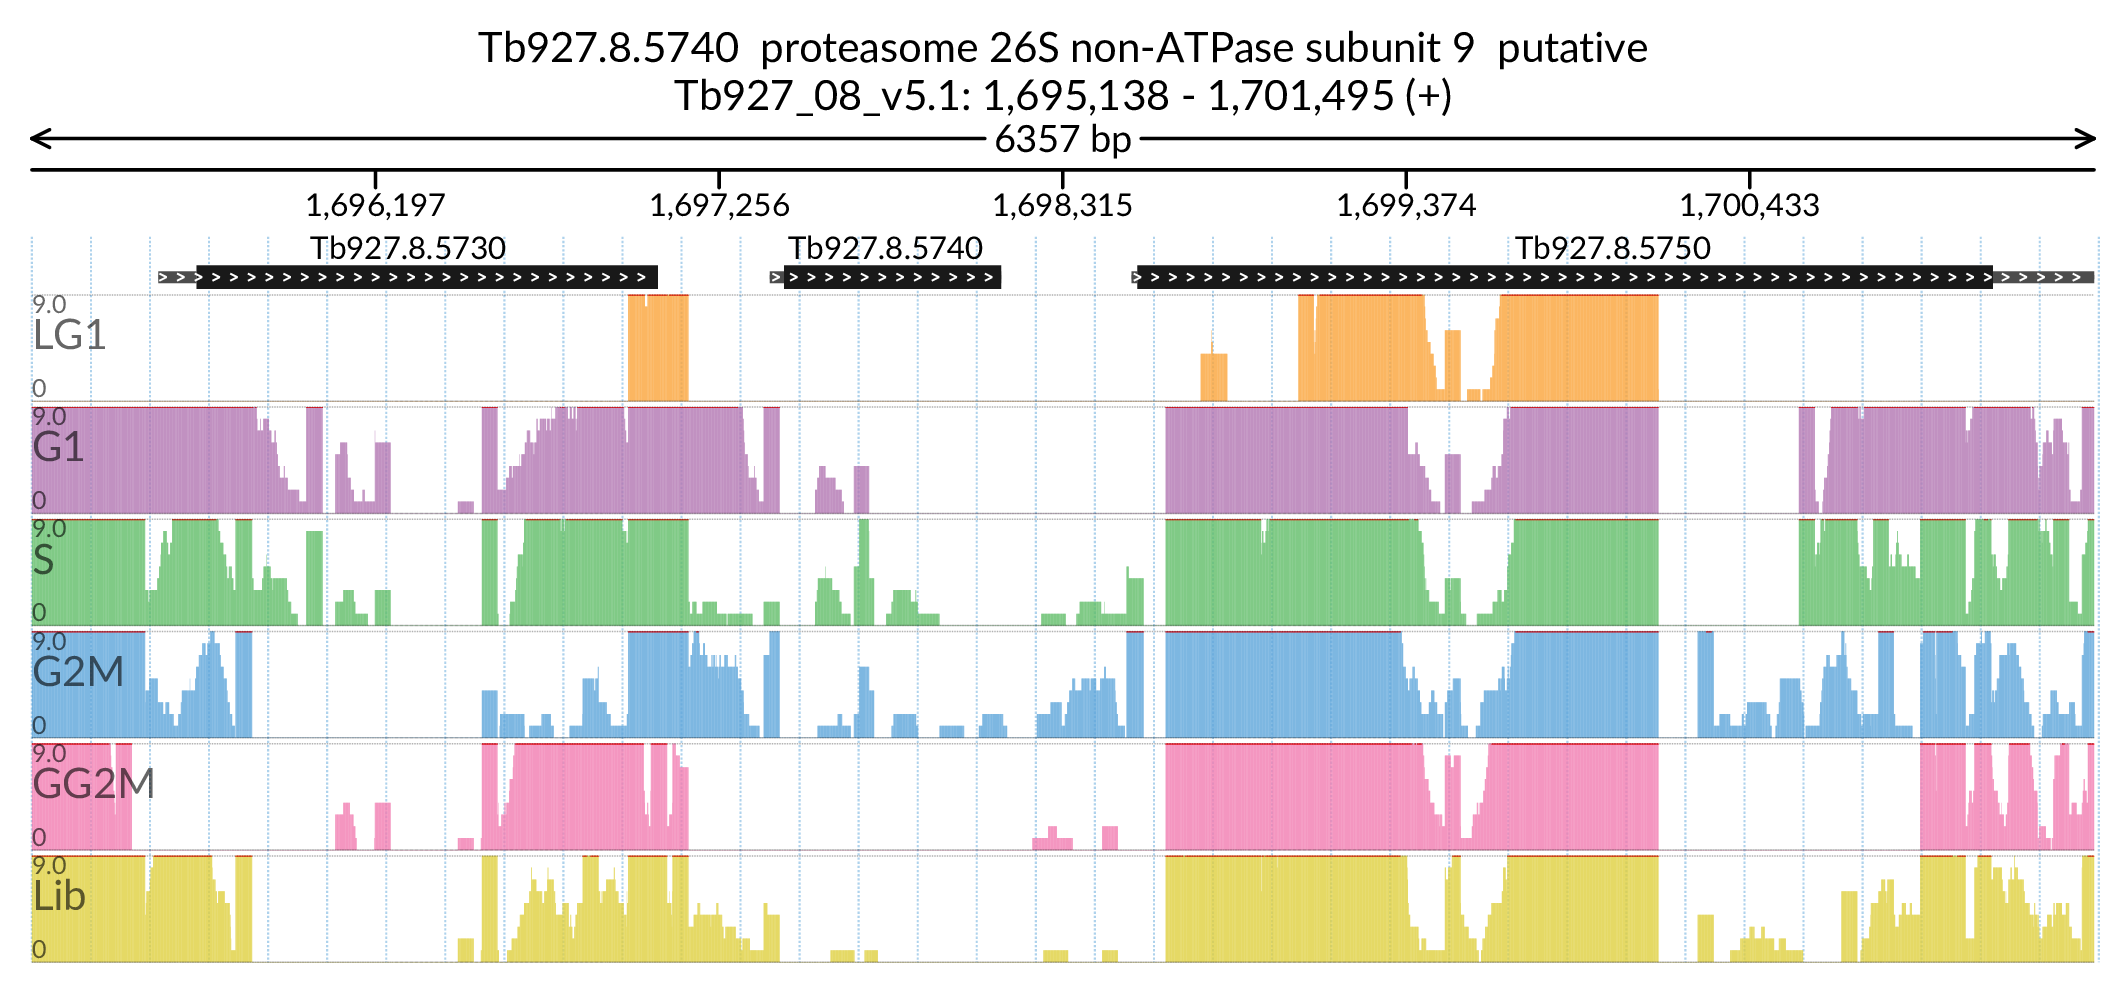 Tb927.8.5740 proteasome 26S non-ATPase subunit 9 putative
Tb927_08_v5.1: 1,695,138 - 1,701,495 (+)
6357 bp
1,696,197 1,697,256 1,698,315 1,699,374 1,700,433
Tb927.8.5730 Tb927.8.5740 Tb927.8.5750
9.0
LG1
0
9.0
G1
0
9.0
S
0
9.0
G2M
0
9.0
GG2M
0
9.0
Lib
0